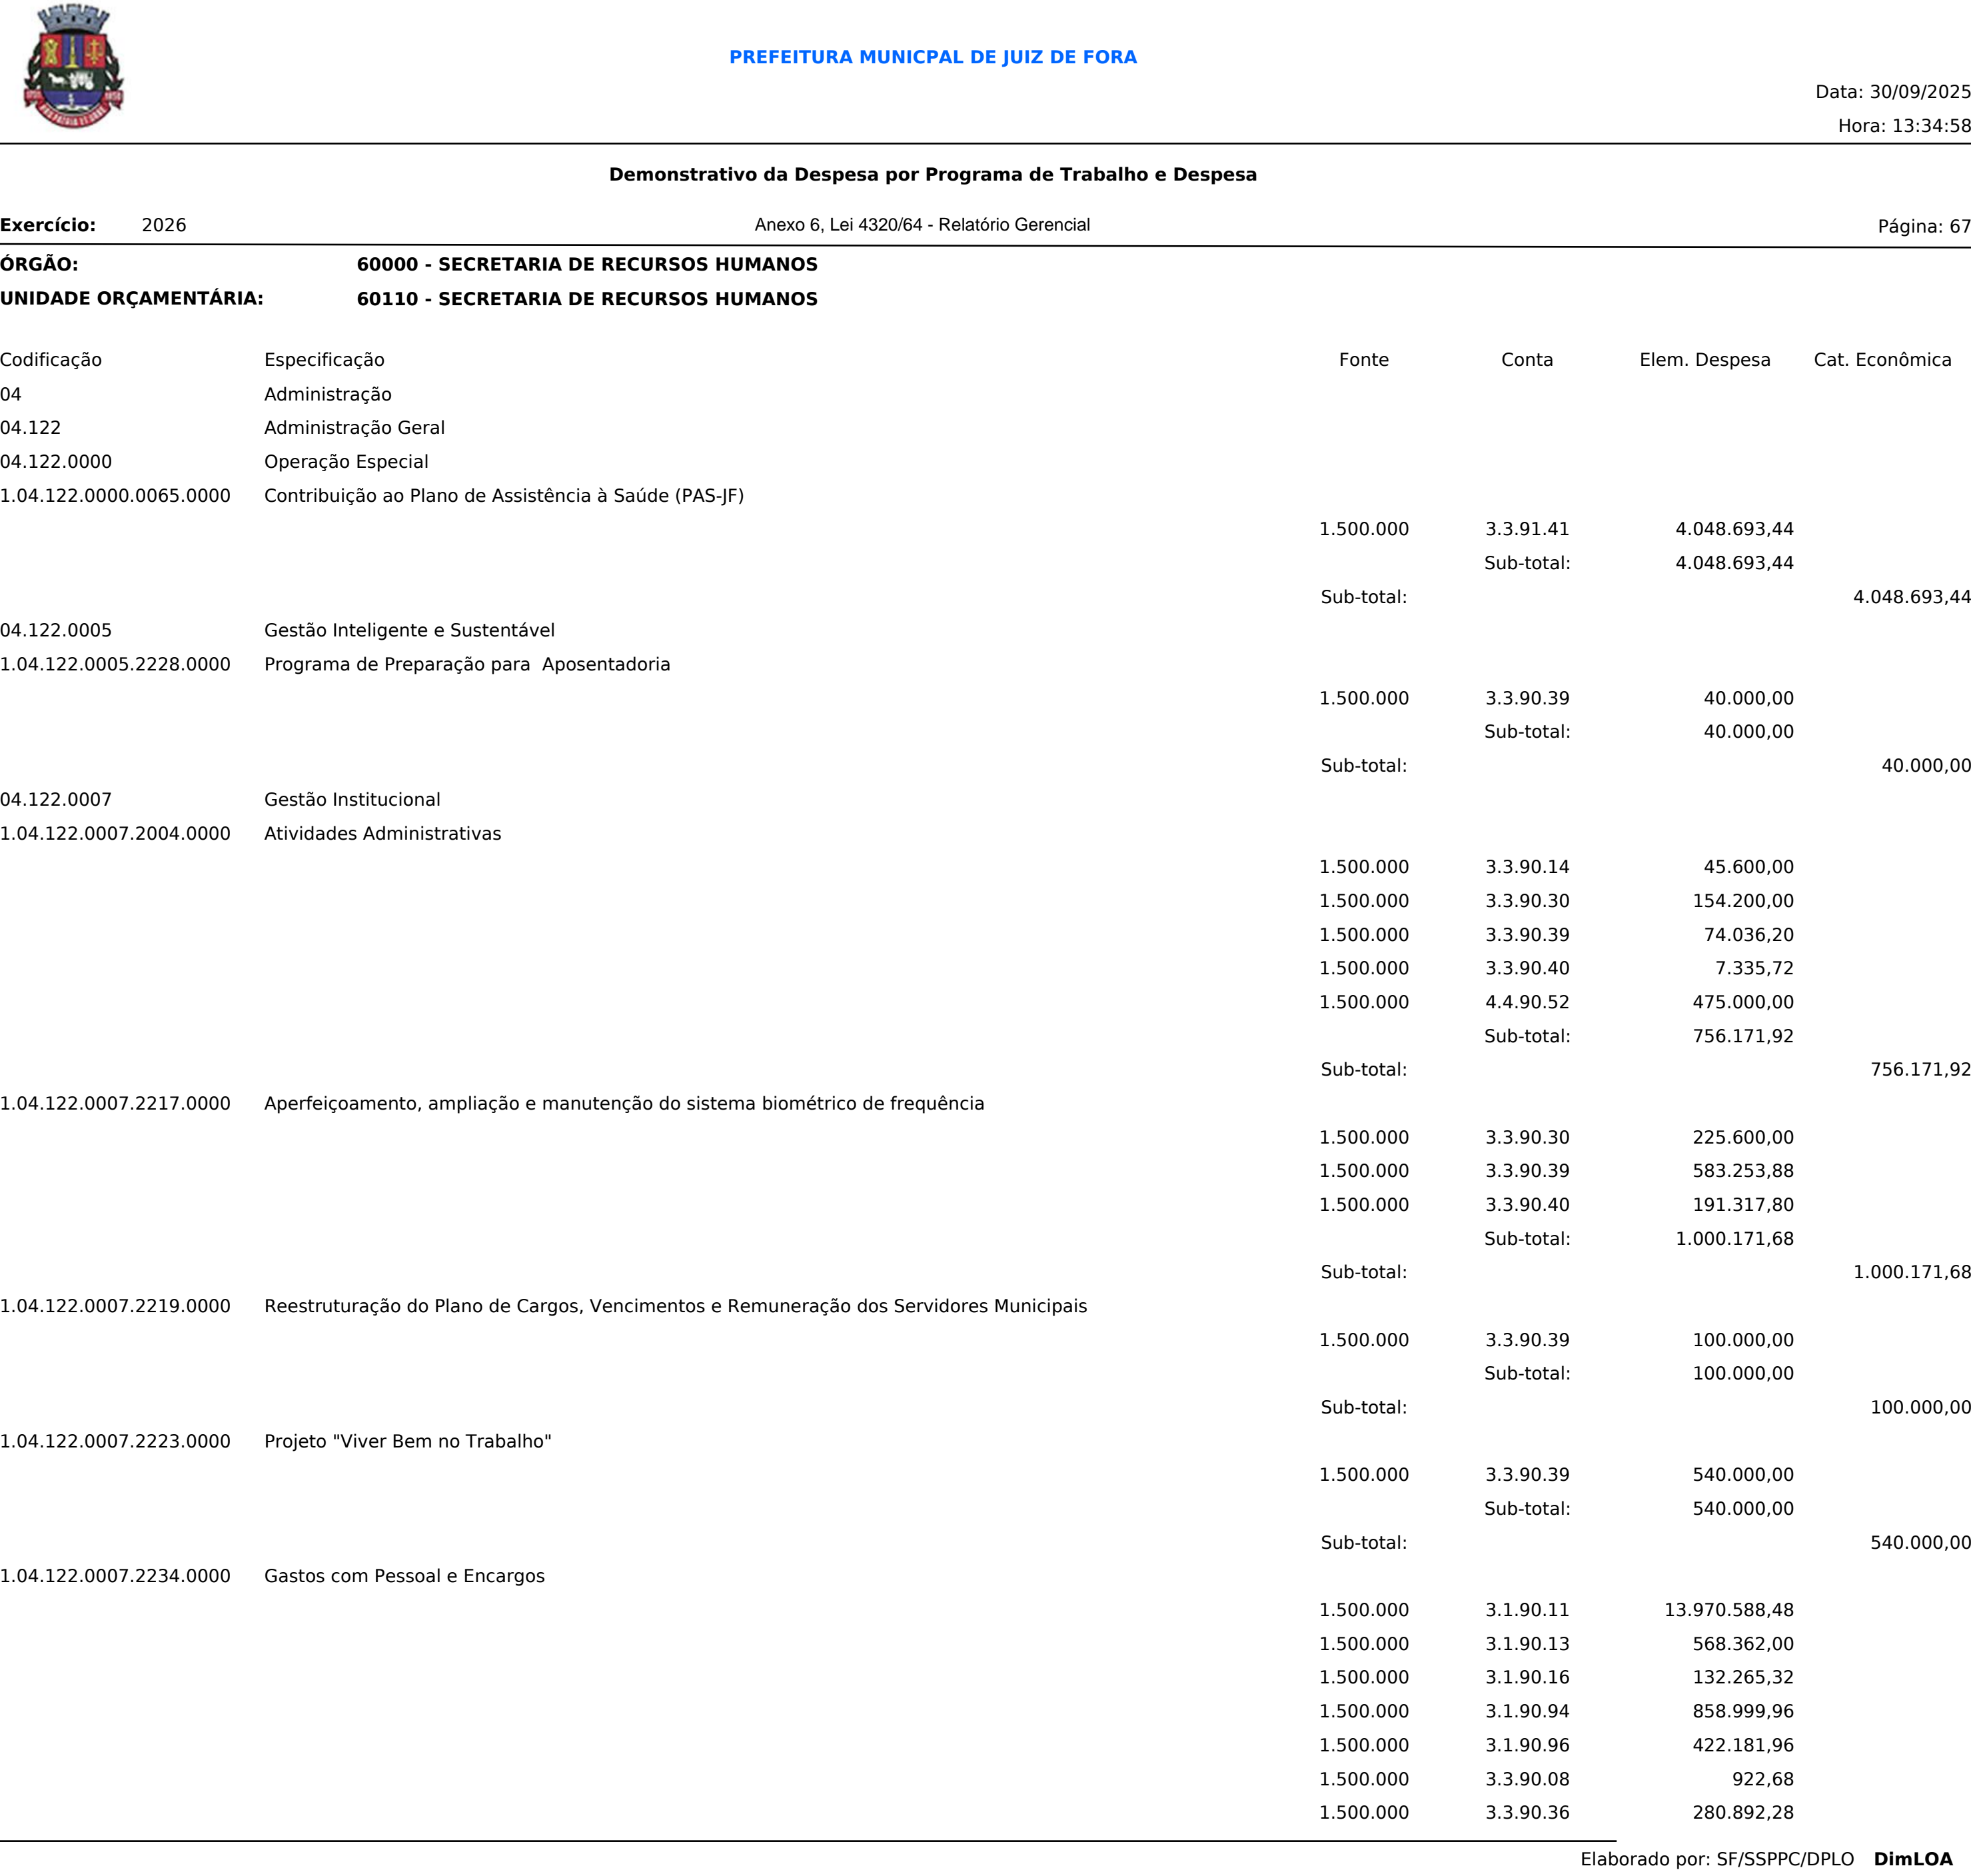 PREFEITURA MUNICPAL DE JUIZ DE FORA
Data: 30/09/2025
Hora: 13:34:58
Demonstrativo da Despesa por Programa de Trabalho e Despesa
Exercício: 2026 Anexo 6, Lei 4320/64 - Relatório Gerencial Página: 67
ÓRGÃO: 60000 - SECRETARIA DE RECURSOS HUMANOS
UNIDADE ORÇAMENTÁRIA: 60110 - SECRETARIA DE RECURSOS HUMANOS
Codificação Especificação Fonte Conta Elem. Despesa Cat. Econômica
04 Administração
04.122 Administração Geral
04.122.0000 Operação Especial
1.04.122.0000.0065.0000 Contribuição ao Plano de Assistência à Saúde (PAS-JF)
1.500.000 3.3.91.41 4.048.693,44
Sub-total: 4.048.693,44
Sub-total: 4.048.693,44
04.122.0005 Gestão Inteligente e Sustentável
1.04.122.0005.2228.0000 Programa de Preparação para  Aposentadoria
1.500.000 3.3.90.39 40.000,00
Sub-total: 40.000,00
Sub-total: 40.000,00
04.122.0007 Gestão Institucional
1.04.122.0007.2004.0000 Atividades Administrativas
1.500.000 3.3.90.14 45.600,00
1.500.000 3.3.90.30 154.200,00
1.500.000 3.3.90.39 74.036,20
1.500.000 3.3.90.40 7.335,72
1.500.000 4.4.90.52 475.000,00
Sub-total: 756.171,92
Sub-total: 756.171,92
1.04.122.0007.2217.0000 Aperfeiçoamento, ampliação e manutenção do sistema biométrico de frequência
1.500.000 3.3.90.30 225.600,00
1.500.000 3.3.90.39 583.253,88
1.500.000 3.3.90.40 191.317,80
Sub-total: 1.000.171,68
Sub-total: 1.000.171,68
1.04.122.0007.2219.0000 Reestruturação do Plano de Cargos, Vencimentos e Remuneração dos Servidores Municipais
1.500.000 3.3.90.39 100.000,00
Sub-total: 100.000,00
Sub-total: 100.000,00
1.04.122.0007.2223.0000 Projeto "Viver Bem no Trabalho"
1.500.000 3.3.90.39 540.000,00
Sub-total: 540.000,00
Sub-total: 540.000,00
1.04.122.0007.2234.0000 Gastos com Pessoal e Encargos
1.500.000 3.1.90.11 13.970.588,48
1.500.000 3.1.90.13 568.362,00
1.500.000 3.1.90.16 132.265,32
1.500.000 3.1.90.94 858.999,96
1.500.000 3.1.90.96 422.181,96
1.500.000 3.3.90.08 922,68
1.500.000 3.3.90.36 280.892,28
Elaborado por: SF/SSPPC/DPLO DimLOA